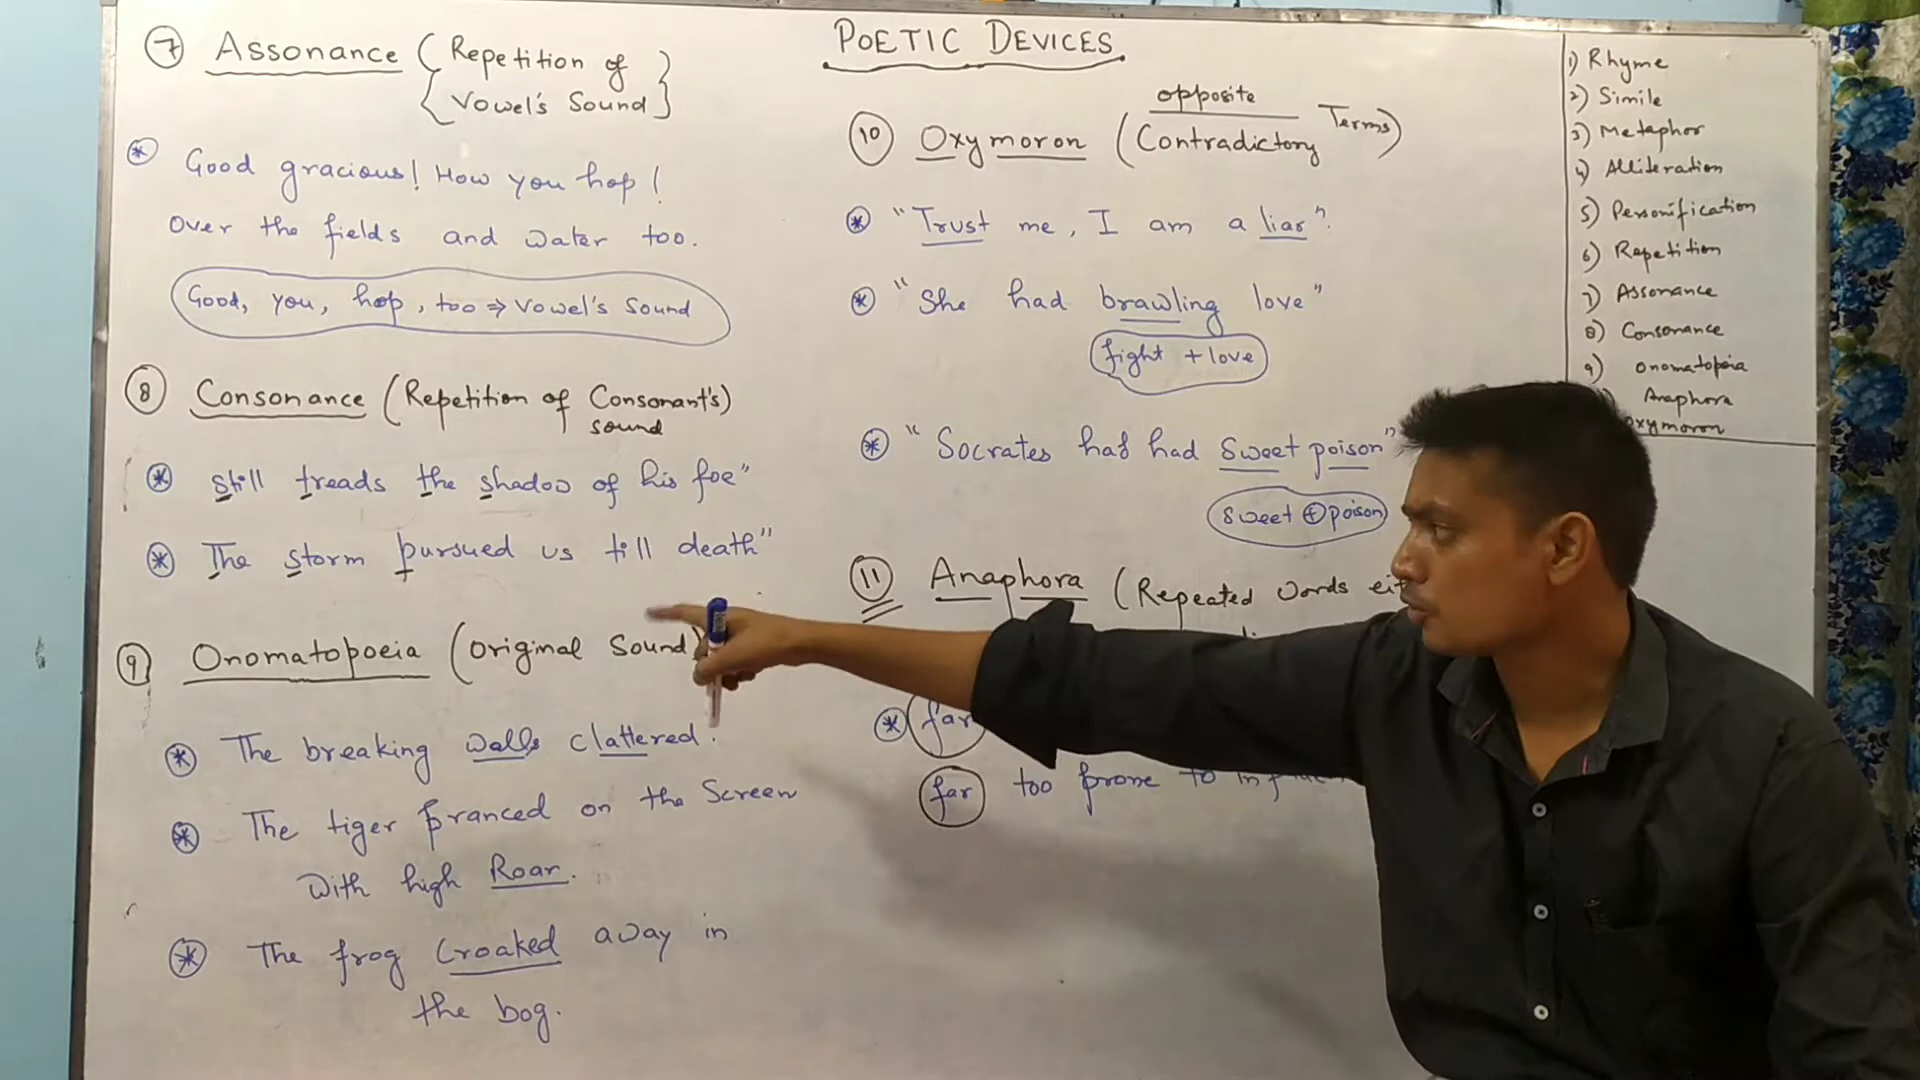 POETIC DEVICES
7 Assonance (Repetition of
Vowel's Sound)
* Good gracious! How you hop!
Over the fields and water too.
Good, you, hop, too ⇒ Vowel's Sound
8 Consonance (Repetition of Consonant's)
sound
* Still treads the shadow of his foe"
* The storm pursued us till death"
9 Onomatopoeia (Original Sound)
* The breaking walls clattered.
* The tiger pranced on the Screen
With high Roar.
* The frog Croaked away in
the bog.
opposite
10 Oxymoron (Contradictory Terms)
* "Trust me, I am a liar".
* "She had brawling love"
fight + love
* "Socrates had had Sweet poison"
Sweet + poison
11 Anaphora (Repeated words
* far
far too prone to
1) Rhyme
2) Simile
3) Metaphor
4) Alliteration
5) Personification
6) Repetition
7) Assonance
8) Consonance
9) Onomatopoia
Anaphora
oxymoron